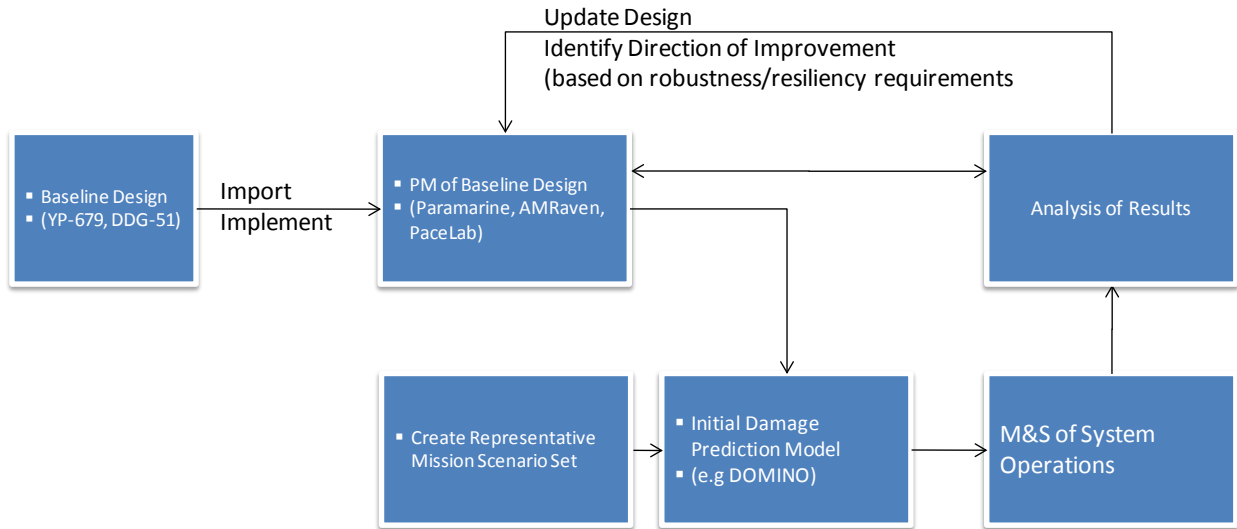 Update Design
Identify Direction of Improvement
(based on robustness/resiliency requirements
▪ Baseline Design
▪ (YP-679, DDG-51)
Import
Implement
▪ PM of Baseline Design
▪ (Paramarine, AMRaven,
PaceLab)
Analysis of Results
▪ Create Representative
Mission Scenario Set
▪ Initial Damage
Prediction Model
▪ (e.g DOMINO)
M&S of System
Operations